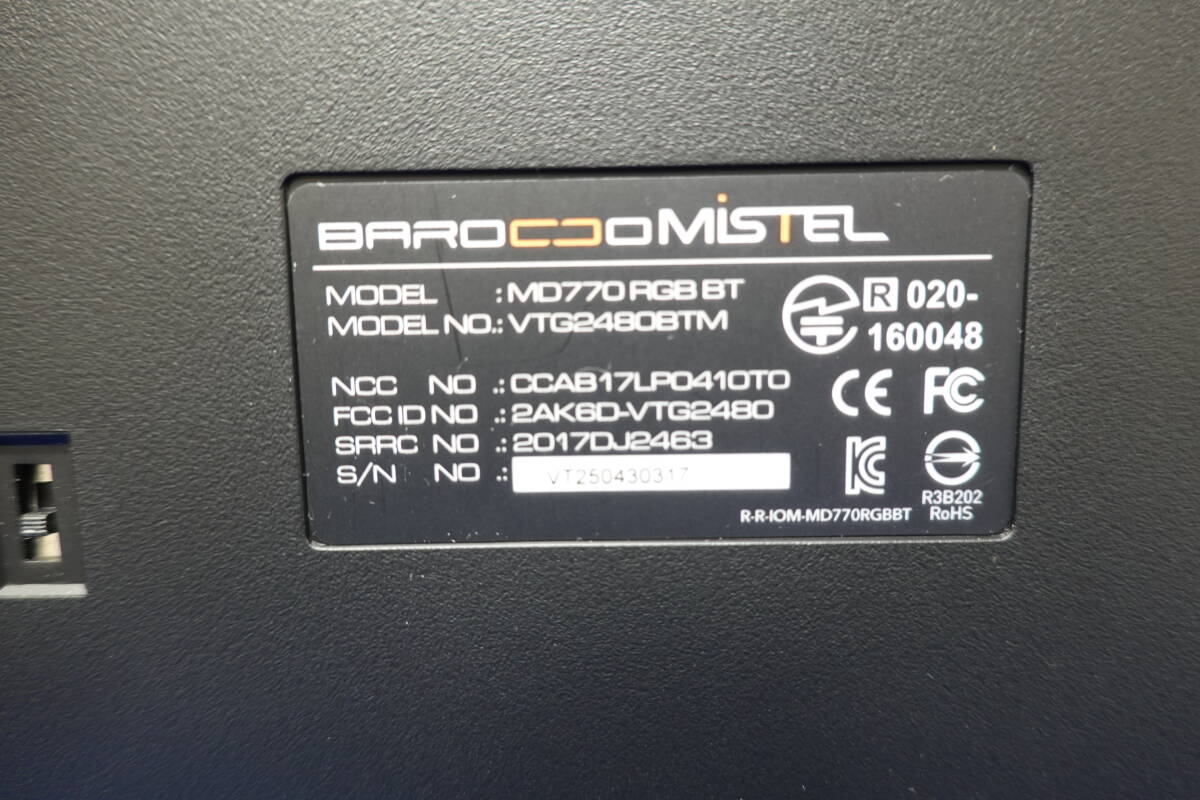 BAROCCO MiSTEL
MODEL : MD770 RGB BT
MODEL NO.: VTG2480BTM
R 020-
160048
NCC NO .: CCAB17LP0410T0
FCC ID NO .: 2AK6D-VTG2480
SRRC NO .: 2017DJ2463
S/N NO .: VT250430317
CE FC
KC
R3B202
RoHS
R-R-IOM-MD770RGBBT